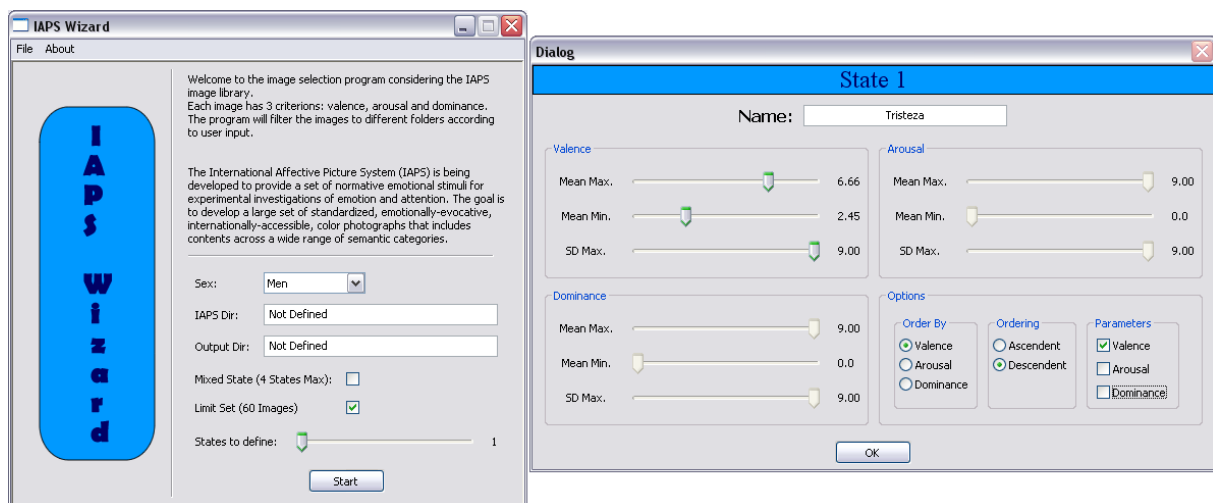 IAPS Wizard
File About
IAPS Wizard
Welcome to the image selection program considering the IAPS
image library.
Each image has 3 criterions: valence, arousal and dominance.
The program will filter the images to different folders according
to user input.
The International Affective Picture System (IAPS) is being
developed to provide a set of normative emotional stimuli for
experimental investigations of emotion and attention. The goal is
to develop a large set of standardized, emotionally-evocative,
internationally-accessible, color photographs that includes
contents across a wide range of semantic categories.
Sex: Men
IAPS Dir: Not Defined
Output Dir: Not Defined
Mixed State (4 States Max):
Limit Set (60 Images)
States to define: 1
Start
Dialog
State 1
Name: Tristeza
Valence
Mean Max. 6.66
Mean Min. 2.45
SD Max. 9.00
Arousal
Mean Max. 9.00
Mean Min. 0.0
SD Max. 9.00
Dominance
Mean Max. 9.00
Mean Min. 0.0
SD Max. 9.00
Options
Order By
Valence
Arousal
Dominance
Ordering
Ascendent
Descendent
Parameters
Valence
Arousal
Dominance
OK